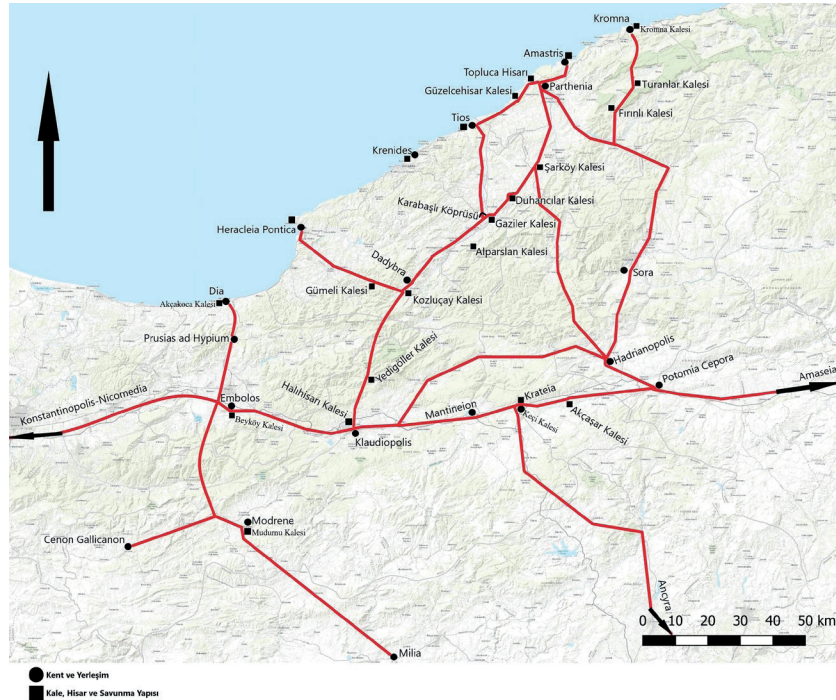 Kromna
Kromna Kalesi
Amastris
Topluca Hisarı
Parthenia
Turanlar Kalesi
Güzelcehisar Kalesi
Fırınlı Kalesi
Tios
Krenides
Şarköy Kalesi
Duhancılar Kalesi
Karabaşlı Köprüsü
Gaziler Kalesi
Heracleia Pontica
Alparslan Kalesi
Dadybra
Sora
Gümeli Kalesi
Kozluçay Kalesi
Dia
Akçakoca Kalesi
Prusias ad Hypium
Yedigöller Kalesi
Hadrianopolis
Potomia Cepora
Amaseia
Konstantinopolis-Nicomedia
Embolos
Beyköy Kalesi
Halıhisarı Kalesi
Klaudiopolis
Mantineion
Krateia
Keçi Kalesi
Akçaşar Kalesi
Modrene
Mudurnu Kalesi
Cenon Gallicanon
Ancyra
Milia
0 10 20 30 40 50 km
Kent ve Yerleşim
Kale, Hisar ve Savunma Yapısı